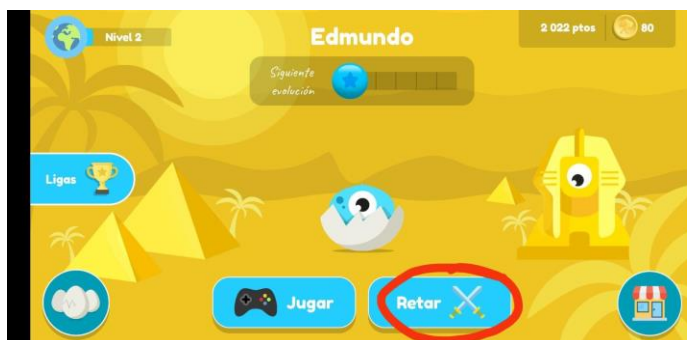 Nivel 2
Edmundo
2 022 ptos
80
Siguiente
evolución
Ligas
Jugar
Retar